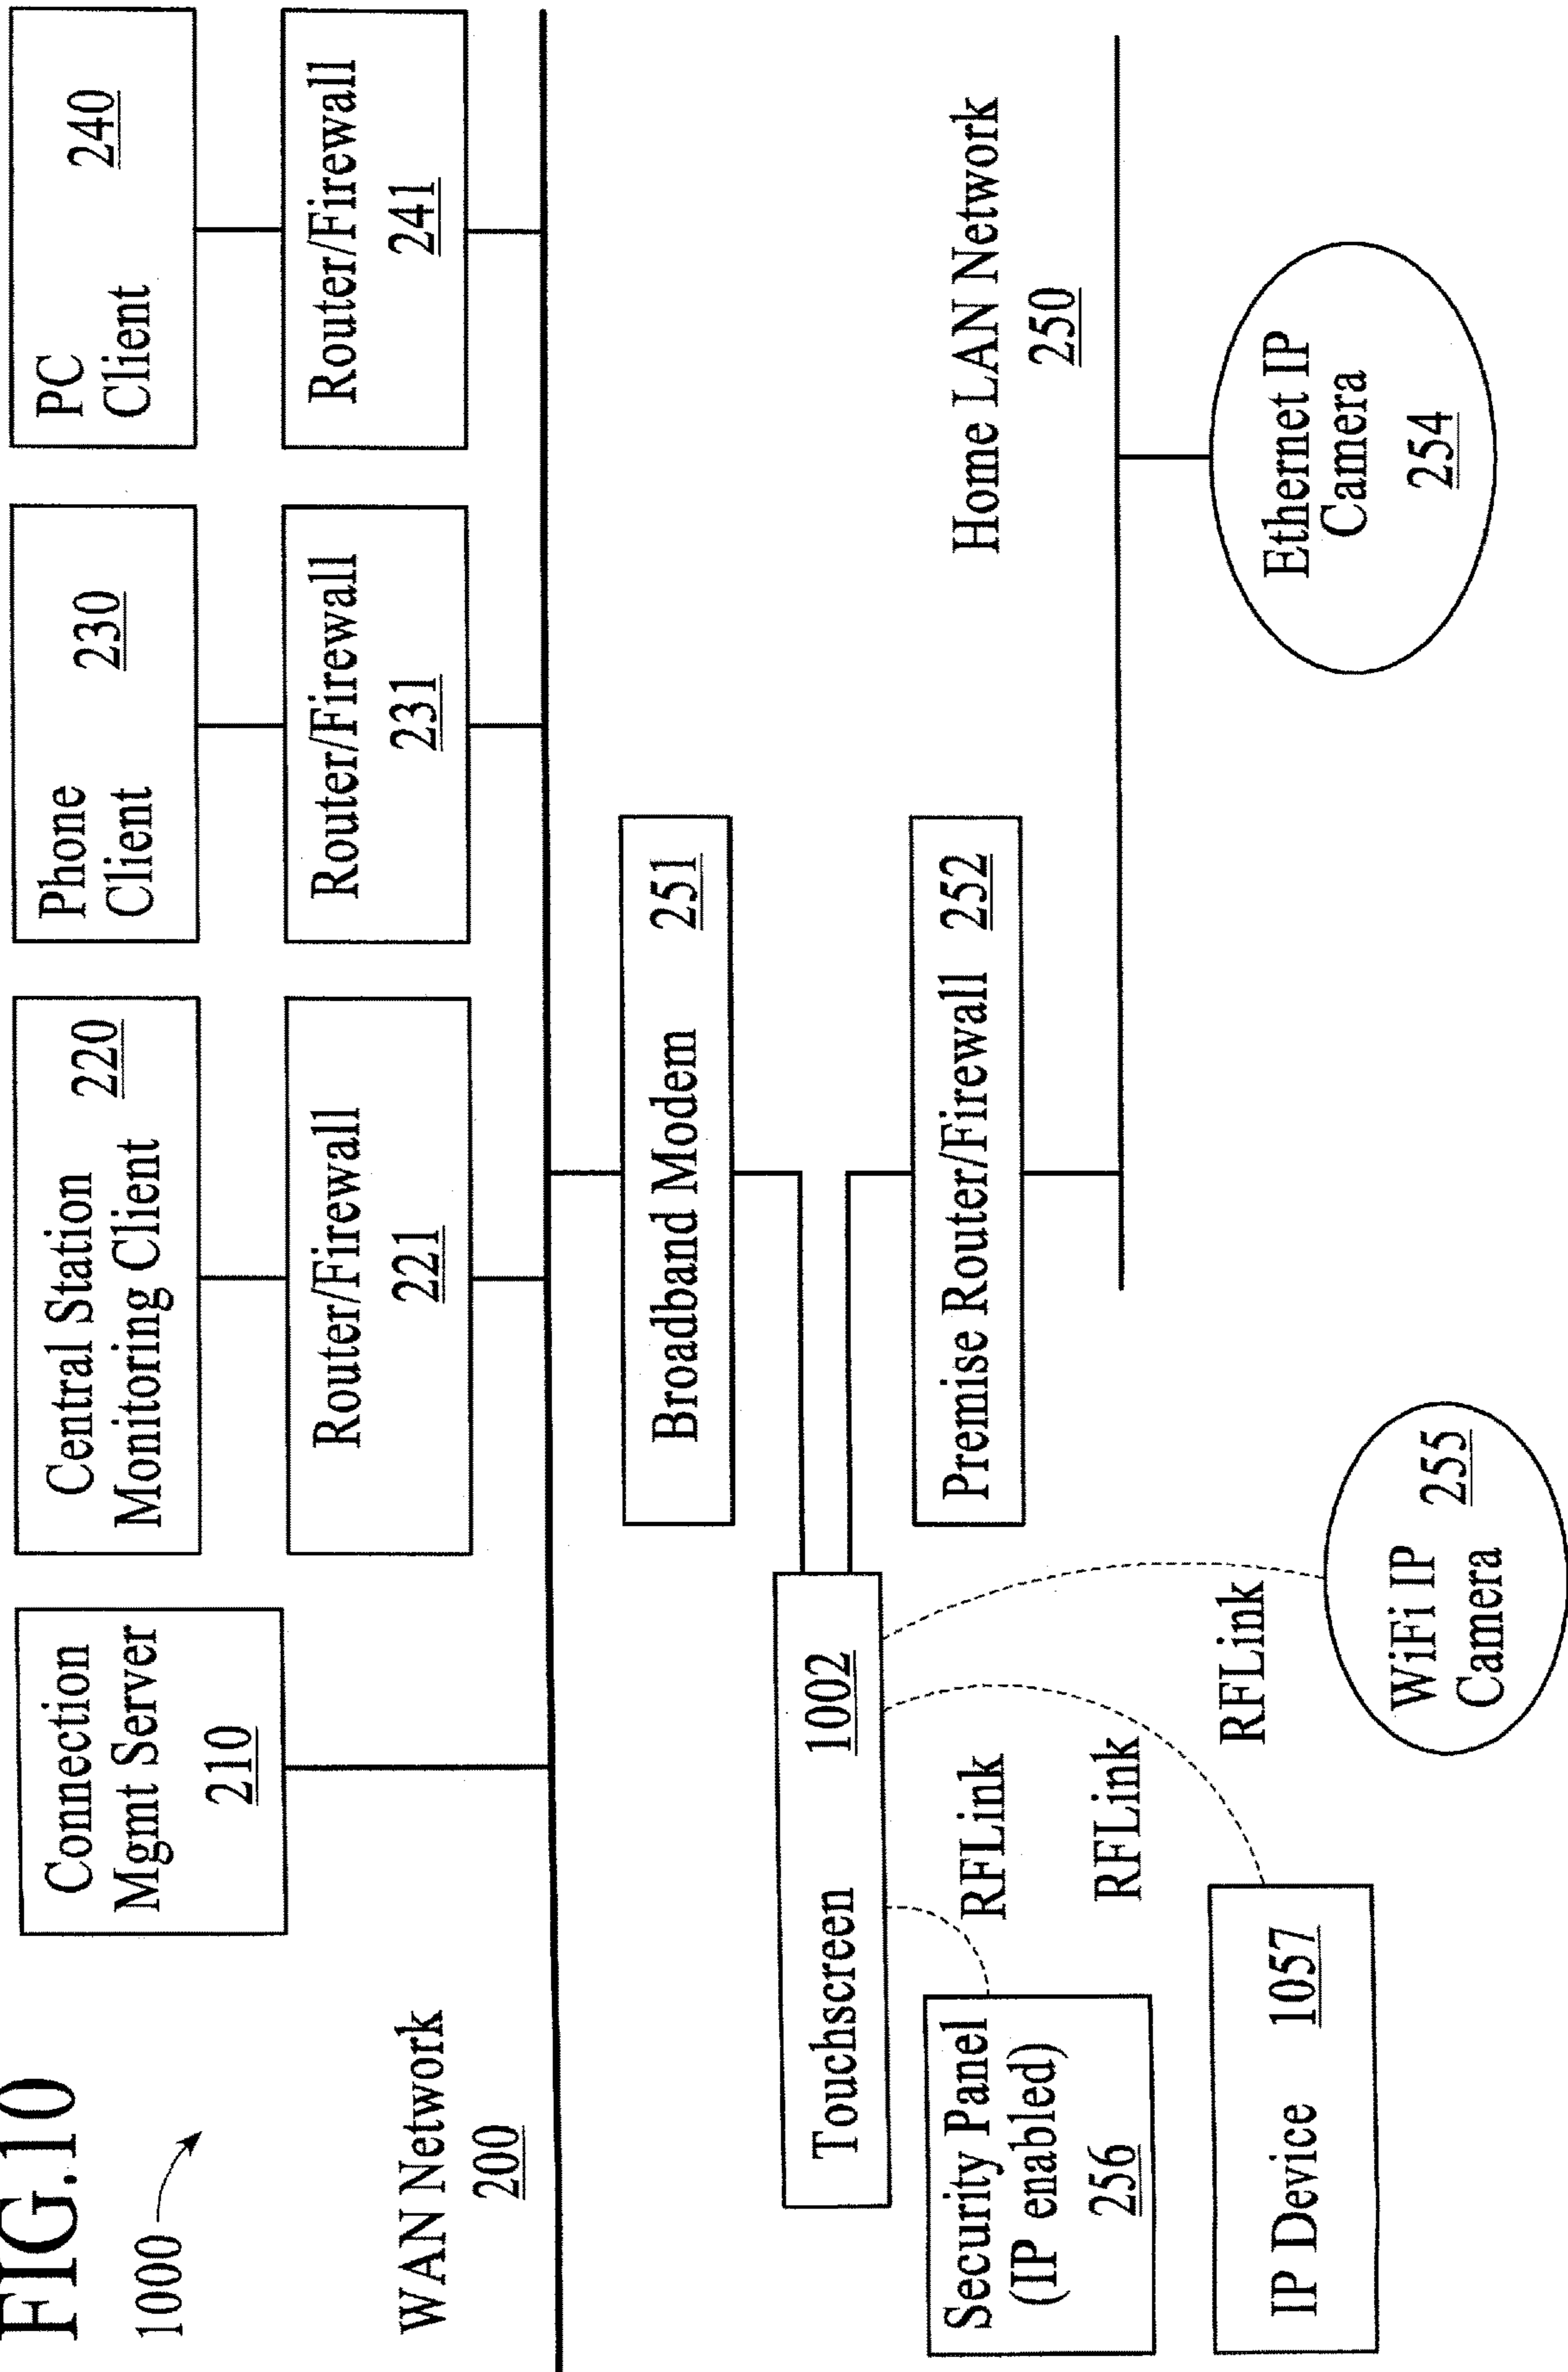 FIG.10
1000
Connection
Mgmt Server
210
Central Station
Monitoring Client
220
Phone
Client
230
PC
Client
240
Router/Firewall
221
Router/Firewall
231
Router/Firewall
241
WAN Network
200
Broadband Modem 251
Touchscreen 1002
Premise Router/Firewall 252
Home LAN Network
250
Security Panel
(IP enabled)
256
RFLink
RFLink
RFLink
IP Device 1057
WiFi IP
Camera
255
Ethernet IP
Camera
254